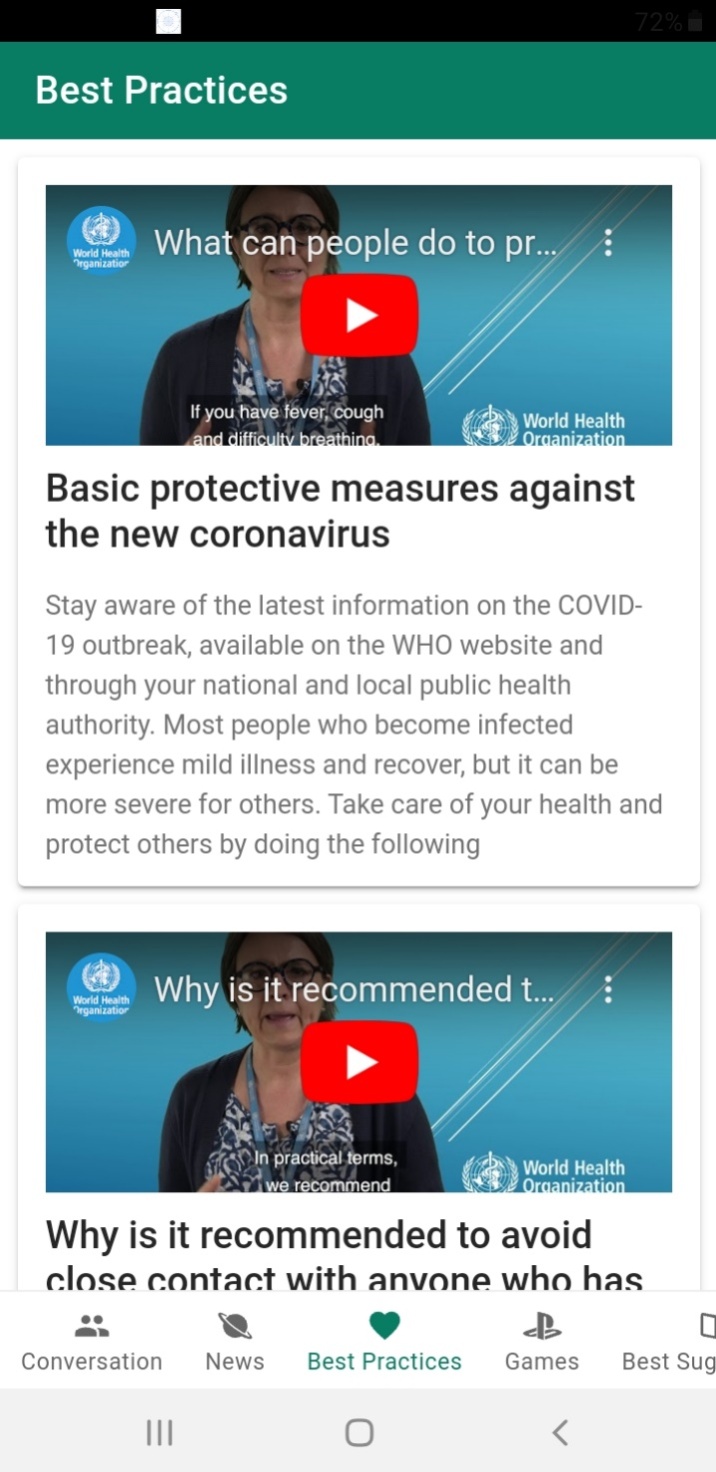 72%
Best Practices
World Health
Organization
What can people do to pr...
If you have fever, cough
and difficulty breathing,
World Health
Organization
Basic protective measures against
the new coronavirus
Stay aware of the latest information on the COVID-
19 outbreak, available on the WHO website and
through your national and local public health
authority. Most people who become infected
experience mild illness and recover, but it can be
more severe for others. Take care of your health and
protect others by doing the following
World Health
Organization
Why is it recommended t...
In practical terms,
we recommend
World Health
Organization
Why is it recommended to avoid
close contact with anyone who has
Conversation
News
Best Practices
Games
Best Sug